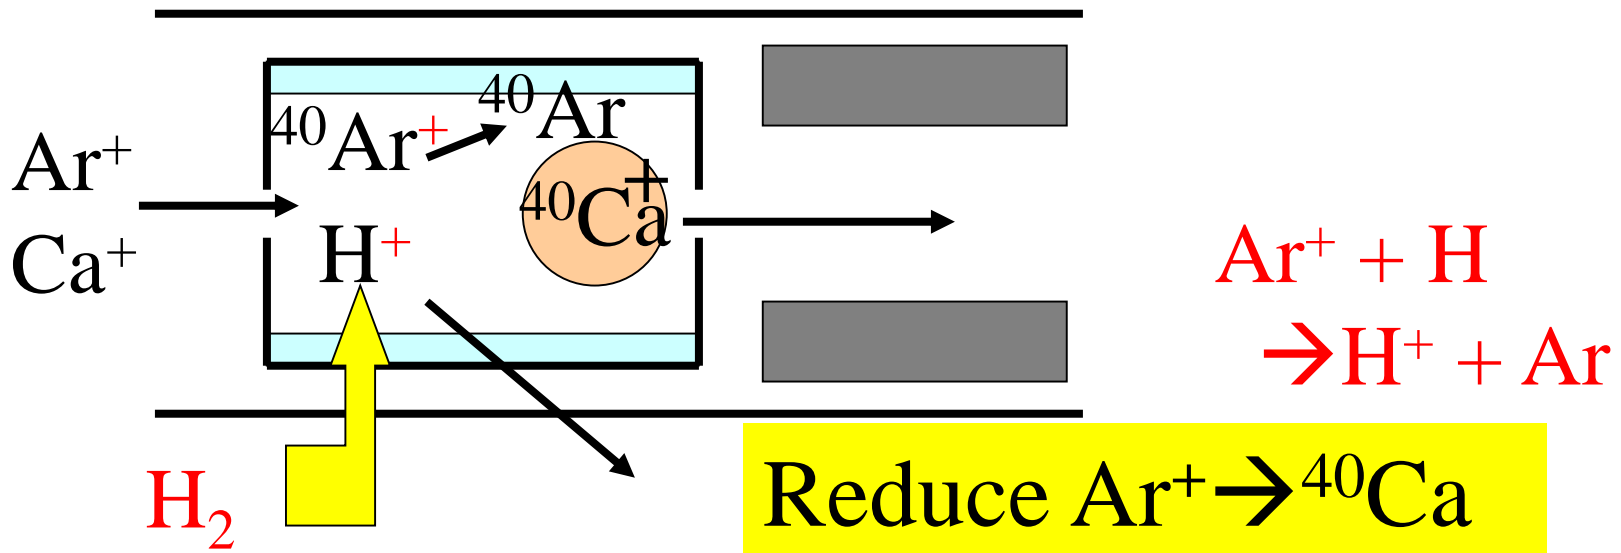 ⁴⁰Ar⁺ ⁴⁰Ar
Ar⁺
Ca⁺
⁴⁰Ca⁺
H⁺
Ar⁺ + H
→H⁺ + Ar
H₂
Reduce Ar⁺→⁴⁰Ca